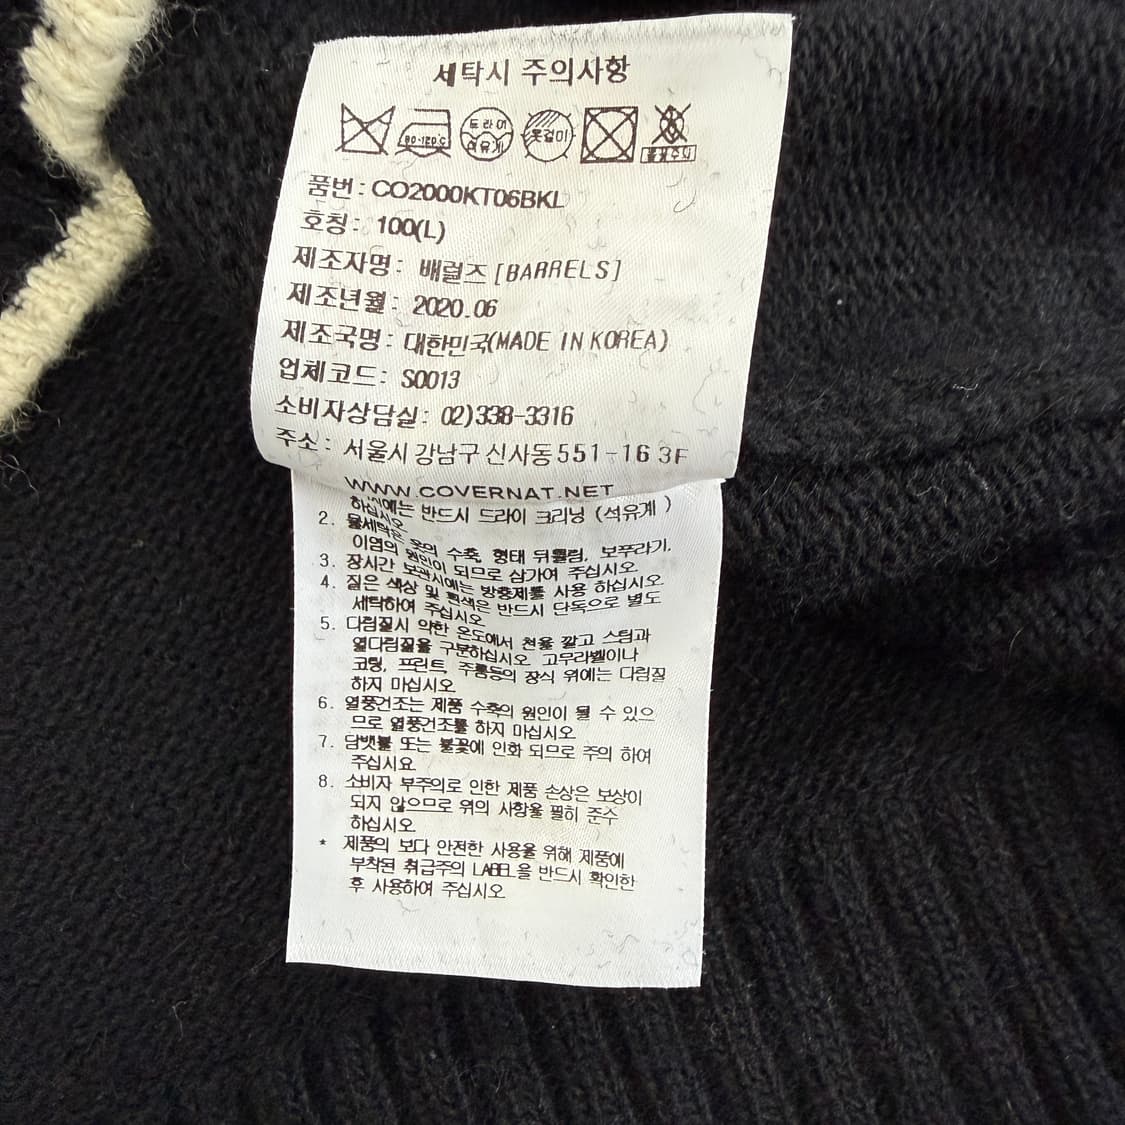 세탁시 주의사항
80-120℃ 드라이 석유계 옷걸이 물절주의
품번 : CO2000KT06BKL
호칭 : 100(L)
제조자명 : 배럴즈 [BARRELS]
제조년월 : 2020.06
제조국명 : 대한민국(MADE IN KOREA)
업체코드 : S0013
소비자상담실 : 02)338-3316
주소 : 서울시 강남구 신사동 551-16 3F
WWW.COVERNAT.NET
에는 반드시 드라이 크리닝 (석유계)
하십시오
2. 물세탁은 옷의 수축, 형태 뒤틀림, 보푸라기,
이염의 원인이 되므로 삼가여 주십시오
3. 장시간 보관시에는 방충제를 사용 하십시오
4. 짙은 색상 및 흰색은 반드시 단독으로 별도
세탁하여 주십시오
5. 다림질시 약한 온도에서 천을 깔고 스팀과
열다림질을 구분하십시오. 고무라벨이나
코팅, 프린트, 주름등의 장식 위에는 다림질
하지 마십시오
6. 열풍건조는 제품 수축의 원인이 될 수 있으
므로 열풍건조를 하지 마십시오
7. 담뱃불 또는 불꽃에 인화 되므로 주의 하여
주십시요
8. 소비자 부주의로 인한 제품 손상은 보상이
되지 않으므로 위의 사항을 필히 준수
하십시오
* 제품의 보다 안전한 사용을 위해 제품에
부착된 취급주의 LABEL을 반드시 확인한
후 사용하여 주십시오